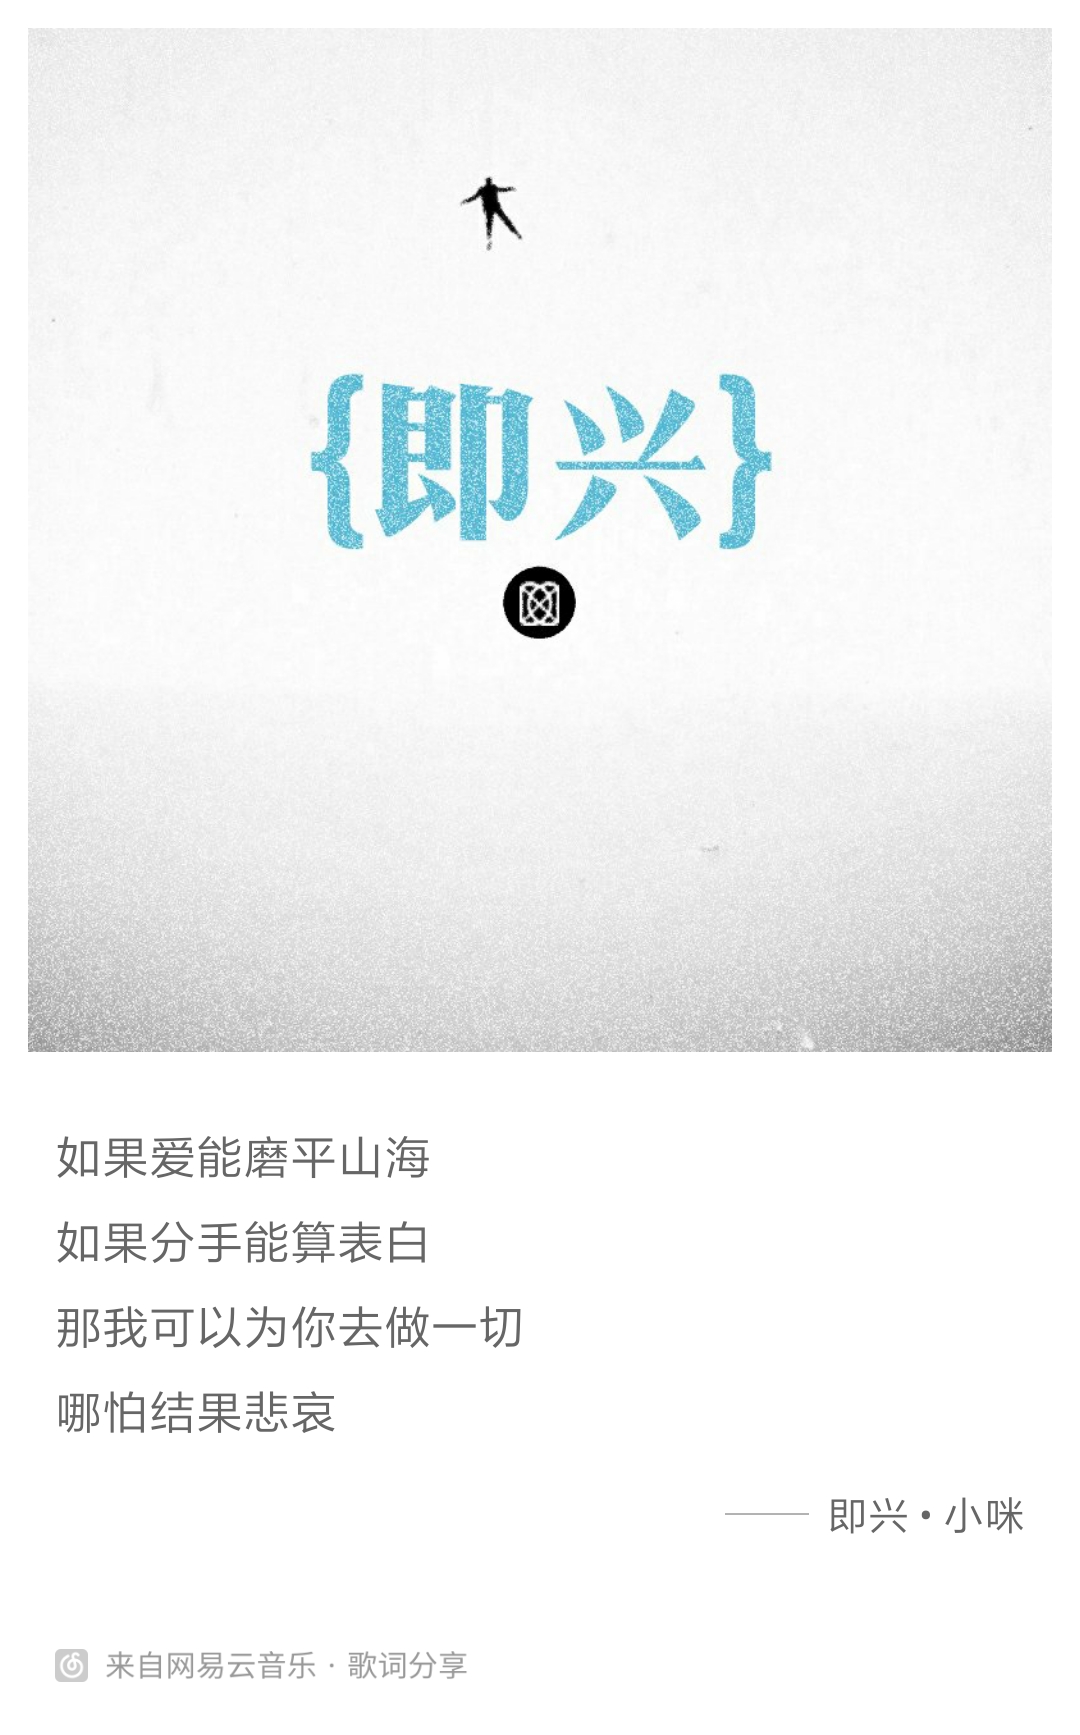 {即兴}
如果爱能磨平山海
如果分手能算表白
那我可以为你去做一切
哪怕结果悲哀
—— 即兴 • 小咪
来自网易云音乐 · 歌词分享